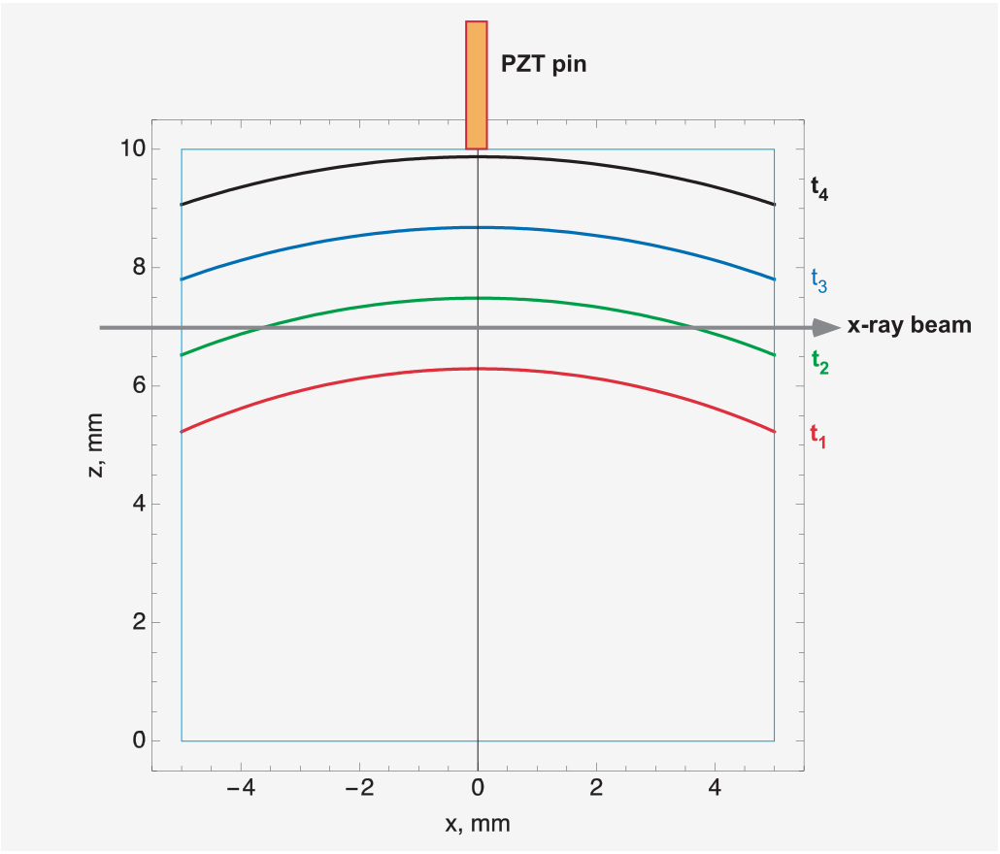 PZT pin
10
t4
8
t3
x-ray beam
t2
6
t1
z, mm
4
2
0
−4 −2 0 2 4
x, mm